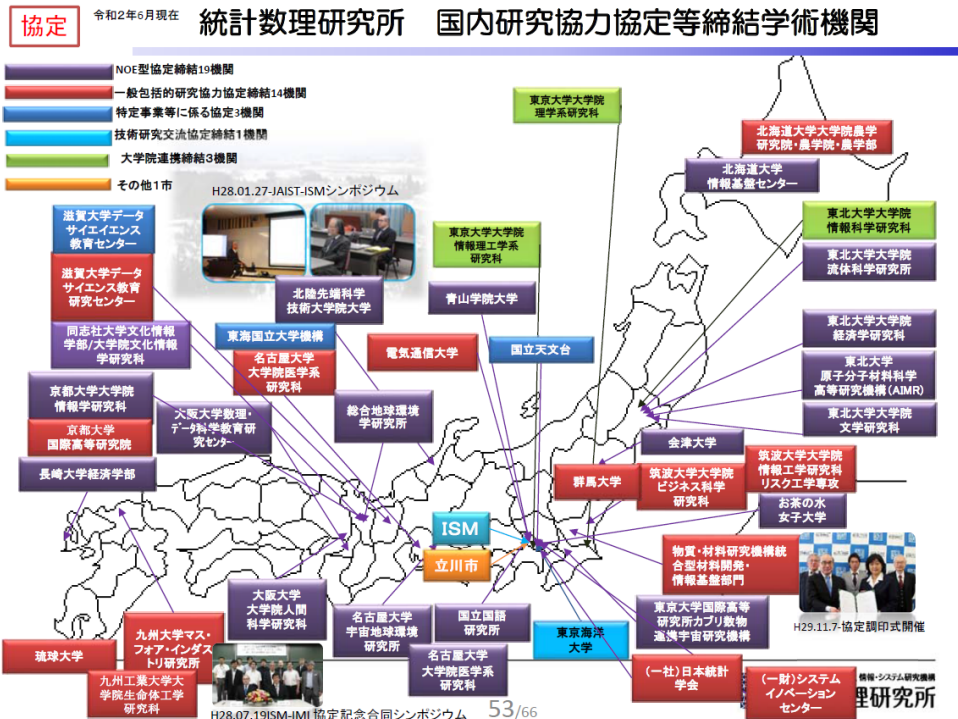 協定
令和2年6月現在
統計数理研究所　国内研究協力協定等締結学術機関
NOE型協定締結19機関
一般包括的研究協力協定締結14機関
特定事業等に係る協定3機関
技術研究交流協定締結1機関
大学院連携締結3機関
その他1市
東京大学大学院
理学系研究科
北海道大学大学院農学
研究院・農学院・農学部
北海道大学
情報基盤センター
H28.01.27-JAIST-ISMシンポジウム
滋賀大学データ
サイエイエンス
教育センター
東京大学大学院
情報理工学系
研究科
東北大学大学院
情報科学研究科
東北大学大学院
流体科学研究所
滋賀大学データ
サイエンス教育
研究センター
北陸先端科学
技術大学院大学
青山学院大学
東北大学大学院
経済学研究科
同志社大学文化情報
学部/大学院文化情報
学研究科
東海国立大学機構
名古屋大学
大学院医学系
研究科
電気通信大学
国立天文台
東北大学
原子分子材料科学
高等研究機構(AIMR)
京都大学大学院
情報学研究科
大阪大学数理・
データ科学教育研
究センター
総合地球環境
学研究所
東北大学大学院
文学研究科
京都大学
国際高等研究院
会津大学
長崎大学経済学部
群馬大学
筑波大学大学院
ビジネス科学
研究科
筑波大学大学院
情報工学研究科
リスク工学専攻
お茶の水
女子大学
ISM
立川市
物質・材料研究機構統
合型材料開発・
情報基盤部門
大阪大学
大学院人間
科学研究科
名古屋大学
宇宙地球環境
研究所
国立国語
研究所
東京大学国際高等
研究所カブリ数物
連携宇宙研究機構
H29.11.7-協定調印式開催
東京海洋
大学
琉球大学
九州大学マス・
フォア・インダス
トリ研究所
名古屋大学
大学院医学系
研究科
(一社)日本統計
学会
(一財)システム
イノベーション
センター
九州工業大学大
学院生命体工学
研究科
情報・システム研究機構
理研究所
H28.07.19ISM-IMI 協定記念合同シンポジウム
53/66